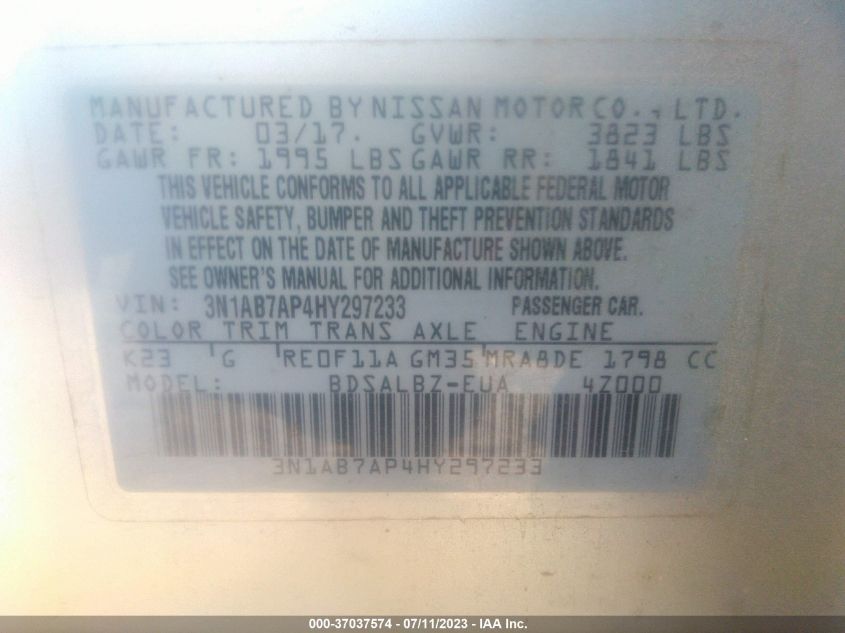 MANUFACTURED BY NISSAN MOTOR CO., LTD.
DATE: 03/17. GVWR: 3823 LBS
GAWR FR: 1995 LBS GAWR RR: 1841 LBS
THIS VEHICLE CONFORMS TO ALL APPLICABLE FEDERAL MOTOR
VEHICLE SAFETY, BUMPER AND THEFT PREVENTION STANDARDS
IN EFFECT ON THE DATE OF MANUFACTURE SHOWN ABOVE.
SEE OWNER'S MANUAL FOR ADDITIONAL INFORMATION.
VIN: 3N1AB7AP4HY297233 PASSENGER CAR.
COLOR TRIM TRANS AXLE ENGINE
K23 G RE0F11A GM35 MRA8DE 1798 CC
MODEL: BDSALBZ-EUA 4Z000
3N1AB7AP4HY297233
000-37037574 - 07/11/2023 - IAA Inc.